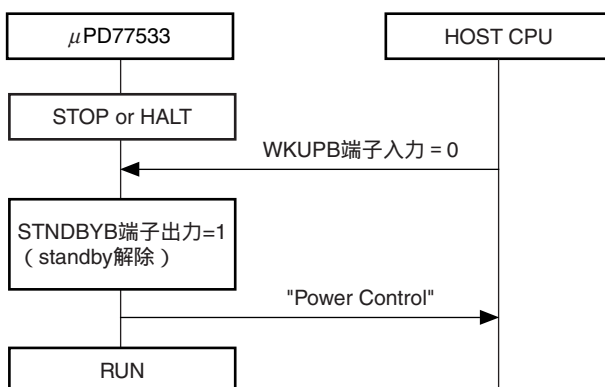 μPD77533
HOST CPU
STOP or HALT
WKUPB端子入力 = 0
STNDBYB端子出力=1
（standby解除）
"Power Control"
RUN